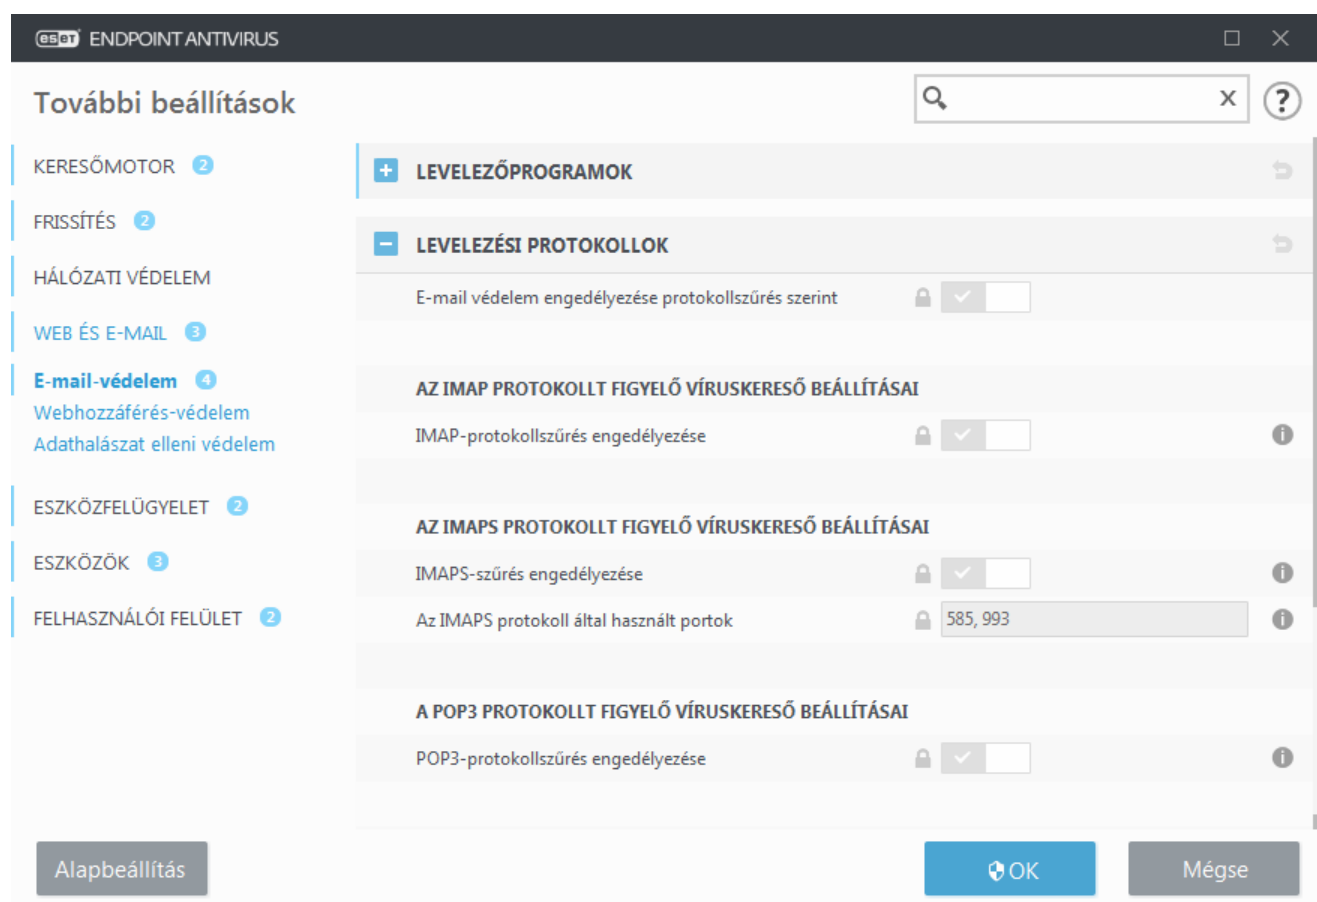 eset ENDPOINT ANTIVIRUS
További beállítások
KERESŐMOTOR 2
FRISSÍTÉS 2
HÁLÓZATI VÉDELEM
WEB ÉS E-MAIL 3
E-mail-védelem 4
Webhozzáférés-védelem
Adathalászat elleni védelem
ESZKÖZFELÜGYELET 2
ESZKÖZÖK 3
FELHASZNÁLÓI FELÜLET 2
LEVELEZŐPROGRAMOK
LEVELEZÉSI PROTOKOLLOK
E-mail védelem engedélyezése protokollszűrés szerint
AZ IMAP PROTOKOLLT FIGYELŐ VÍRUSKERESŐ BEÁLLÍTÁSAI
IMAP-protokollszűrés engedélyezése
AZ IMAPS PROTOKOLLT FIGYELŐ VÍRUSKERESŐ BEÁLLÍTÁSAI
IMAPS-szűrés engedélyezése
Az IMAPS protokoll által használt portok 585, 993
A POP3 PROTOKOLLT FIGYELŐ VÍRUSKERESŐ BEÁLLÍTÁSAI
POP3-protokollszűrés engedélyezése
Alapbeállítás OK Mégse